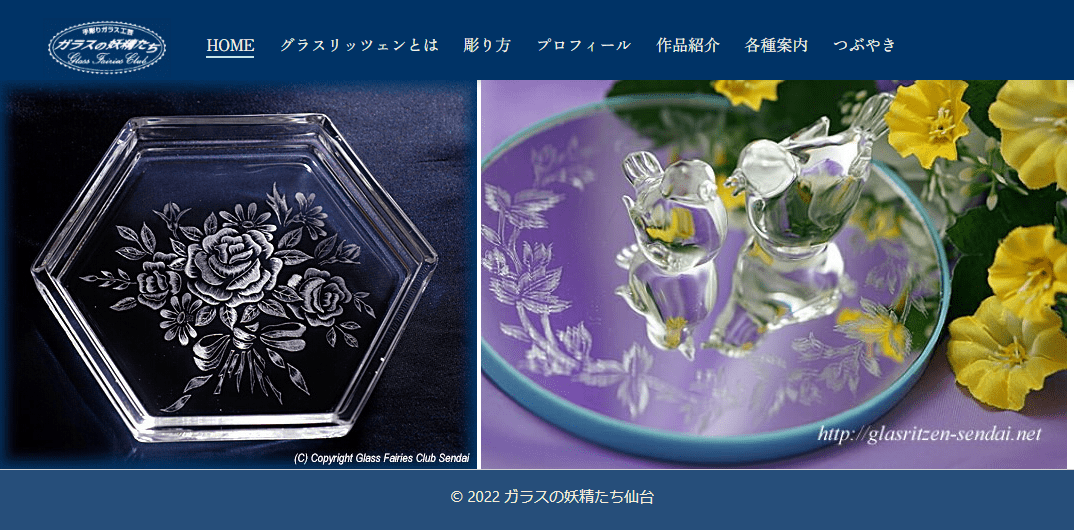 手彫りガラス工芸
ガラスの妖精たち
Glass Fairies Club
HOME グラスリッツェンとは 彫り方 プロフィール 作品紹介 各種案内 つぶやき
(C) Copyright Glass Fairies Club Sendai
http://glasritzen-sendai.net
© 2022 ガラスの妖精たち仙台